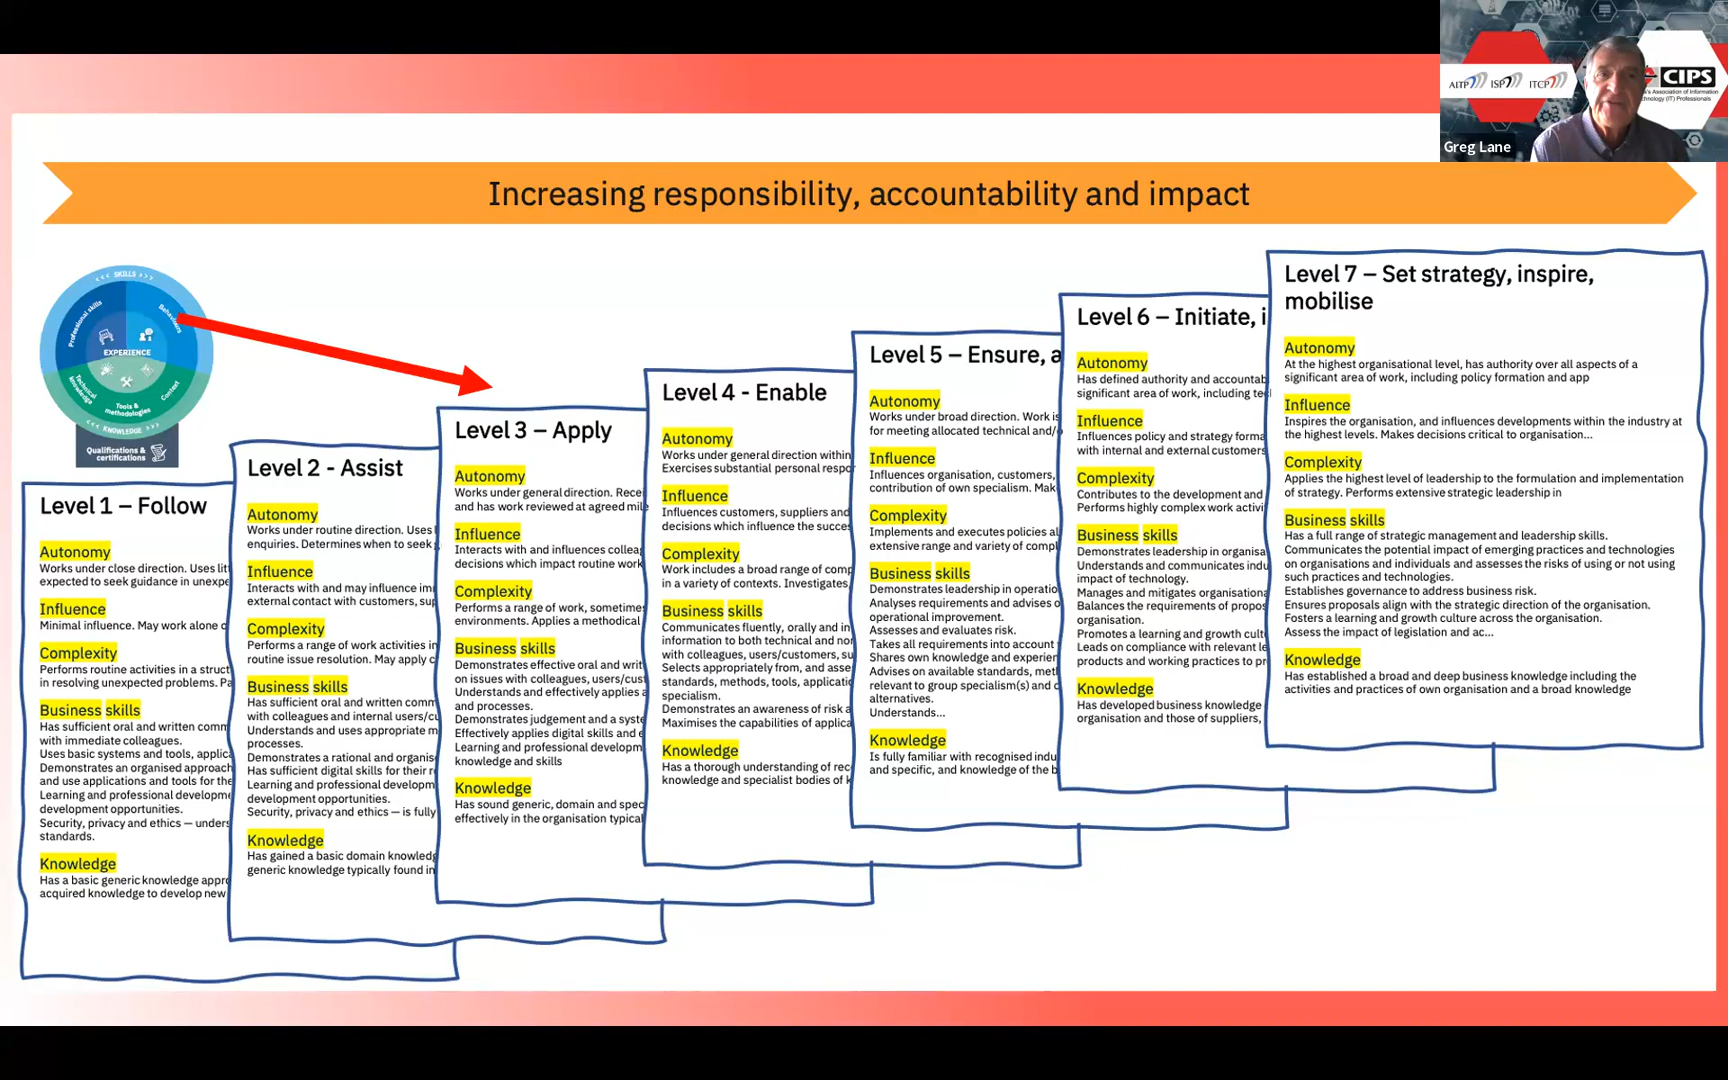 AITP ISP ITCP
CIPS
's Association of Information
Technology (IT) Professionals
Greg Lane
Increasing responsibility, accountability and impact
<<< SKILLS >>>
Professional skills
Behaviours
EXPERIENCE
Technical knowledge
Tools & methodologies
Context
<<< KNOWLEDGE >>>
Qualifications & certifications
Level 1 – Follow
Autonomy
Works under close direction. Uses lit
expected to seek guidance in unexpe
Influence
Minimal influence. May work alone o
Complexity
Performs routine activities in a struct
in resolving unexpected problems. Pa
Business skills
Has sufficient oral and written comm
with immediate colleagues.
Uses basic systems and tools, applica
Demonstrates an organised approach
and use applications and tools for the
Learning and professional developme
development opportunities.
Security, privacy and ethics — unders
standards.
Knowledge
Has a basic generic knowledge appro
acquired knowledge to develop new
Level 2 - Assist
Autonomy
Works under routine direction. Uses l
enquiries. Determines when to seek g
Influence
Interacts with and may influence imm
external contact with customers, sup
Complexity
Performs a range of work activities in
routine issue resolution. May apply c
Business skills
Has sufficient oral and written comm
with colleagues and internal users/cu
Understands and uses appropriate m
processes.
Demonstrates a rational and organise
Has sufficient digital skills for their r
Learning and professional developm
development opportunities.
Security, privacy and ethics — is fully
Knowledge
Has gained a basic domain knowledg
generic knowledge typically found in
Level 3 – Apply
Autonomy
Works under general direction. Rece
and has work reviewed at agreed mile
Influence
Interacts with and influences colleag
decisions which impact routine work
Complexity
Performs a range of work, sometimes
environments. Applies a methodical
Business skills
Demonstrates effective oral and writ
on issues with colleagues, users/cust
Understands and effectively applies a
and processes.
Demonstrates judgement and a syste
Effectively applies digital skills and e
Learning and professional developm
knowledge and skills
Knowledge
Has sound generic, domain and spec
effectively in the organisation typical
Level 4 - Enable
Autonomy
Works under general direction within
Exercises substantial personal respo
Influence
Influences customers, suppliers and
decisions which influence the succes
Complexity
Work includes a broad range of comp
in a variety of contexts. Investigates,
Business skills
Communicates fluently, orally and in
information to both technical and non
with colleagues, users/customers, su
Selects appropriately from, and asse
standards, methods, tools, applicatio
specialism.
Demonstrates an awareness of risk a
Maximises the capabilities of applica
Knowledge
Has a thorough understanding of rec
knowledge and specialist bodies of k
Level 5 – Ensure, a
Autonomy
Works under broad direction. Work is
for meeting allocated technical and/o
Influence
Influences organisation, customers,
contribution of own specialism. Mak
Complexity
Implements and executes policies al
extensive range and variety of compl
Business skills
Demonstrates leadership in operatio
Analyses requirements and advises o
operational improvement.
Assesses and evaluates risk.
Takes all requirements into account
Shares own knowledge and experien
Advises on available standards, meth
relevant to group specialism(s) and c
alternatives.
Understands...
Knowledge
Is fully familiar with recognised indu
and specific, and knowledge of the b
Level 6 – Initiate, i
Autonomy
Has defined authority and accountab
significant area of work, including tec
Influence
Influences policy and strategy forma
with internal and external customers
Complexity
Contributes to the development and
Performs highly complex work activi
Business skills
Demonstrates leadership in organisa
Understands and communicates indu
impact of technology.
Manages and mitigates organisationa
Balances the requirements of propos
organisation.
Promotes a learning and growth cultu
Leads on compliance with relevant le
products and working practices to pr
Knowledge
Has developed business knowledge
organisation and those of suppliers,
Level 7 – Set strategy, inspire,
mobilise
Autonomy
At the highest organisational level, has authority over all aspects of a
significant area of work, including policy formation and app
Influence
Inspires the organisation, and influences developments within the industry at
the highest levels. Makes decisions critical to organisation...
Complexity
Applies the highest level of leadership to the formulation and implementation
of strategy. Performs extensive strategic leadership in
Business skills
Has a full range of strategic management and leadership skills.
Communicates the potential impact of emerging practices and technologies
on organisations and individuals and assesses the risks of using or not using
such practices and technologies.
Establishes governance to address business risk.
Ensures proposals align with the strategic direction of the organisation.
Fosters a learning and growth culture across the organisation.
Assess the impact of legislation and ac...
Knowledge
Has established a broad and deep business knowledge including the
activities and practices of own organisation and a broad knowledge